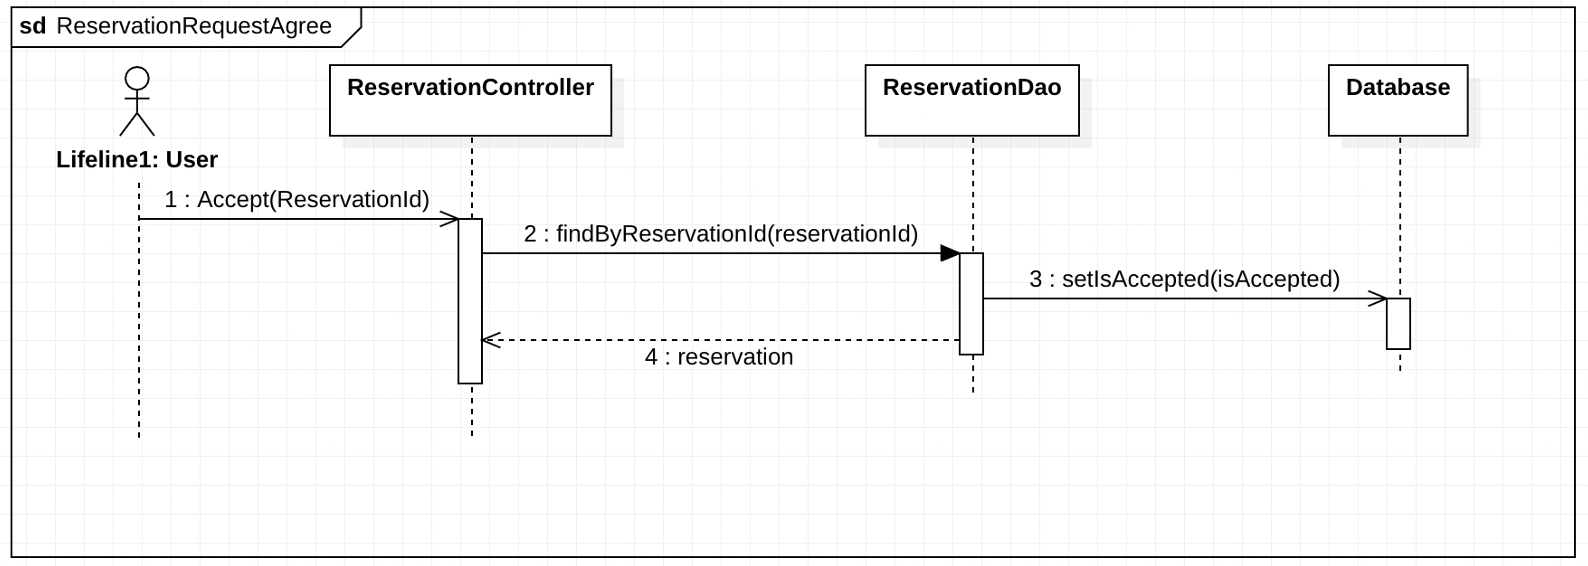 sd ReservationRequestAgree
ReservationController
ReservationDao
Database
Lifeline1: User
1 : Accept(ReservationId)
2 : findByReservationId(reservationId)
3 : setIsAccepted(isAccepted)
4 : reservation